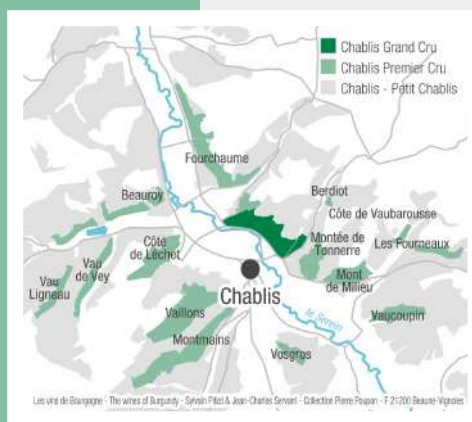 Chablis Grand Cru
Chablis Premier Cru
Chablis - Petit Chablis
Fourchaume
Beauroy
Berdiot
Côte de Vaubarousse
Côte
de Léchet
Montée de
Tonnerre
Les Fourneaux
Vau
de Vey
Vau
Ligneau
Mont
de Milieu
Chablis
Vaillons
le Serein
Vaucoupin
Montmains
Vosgros
Les vins de Bourgogne - The wines of Burgundy - Sylvain Pitiot & Jean-Charles Servant - Collection Pierre Poupon - F 21200 Beaune-Vignoles